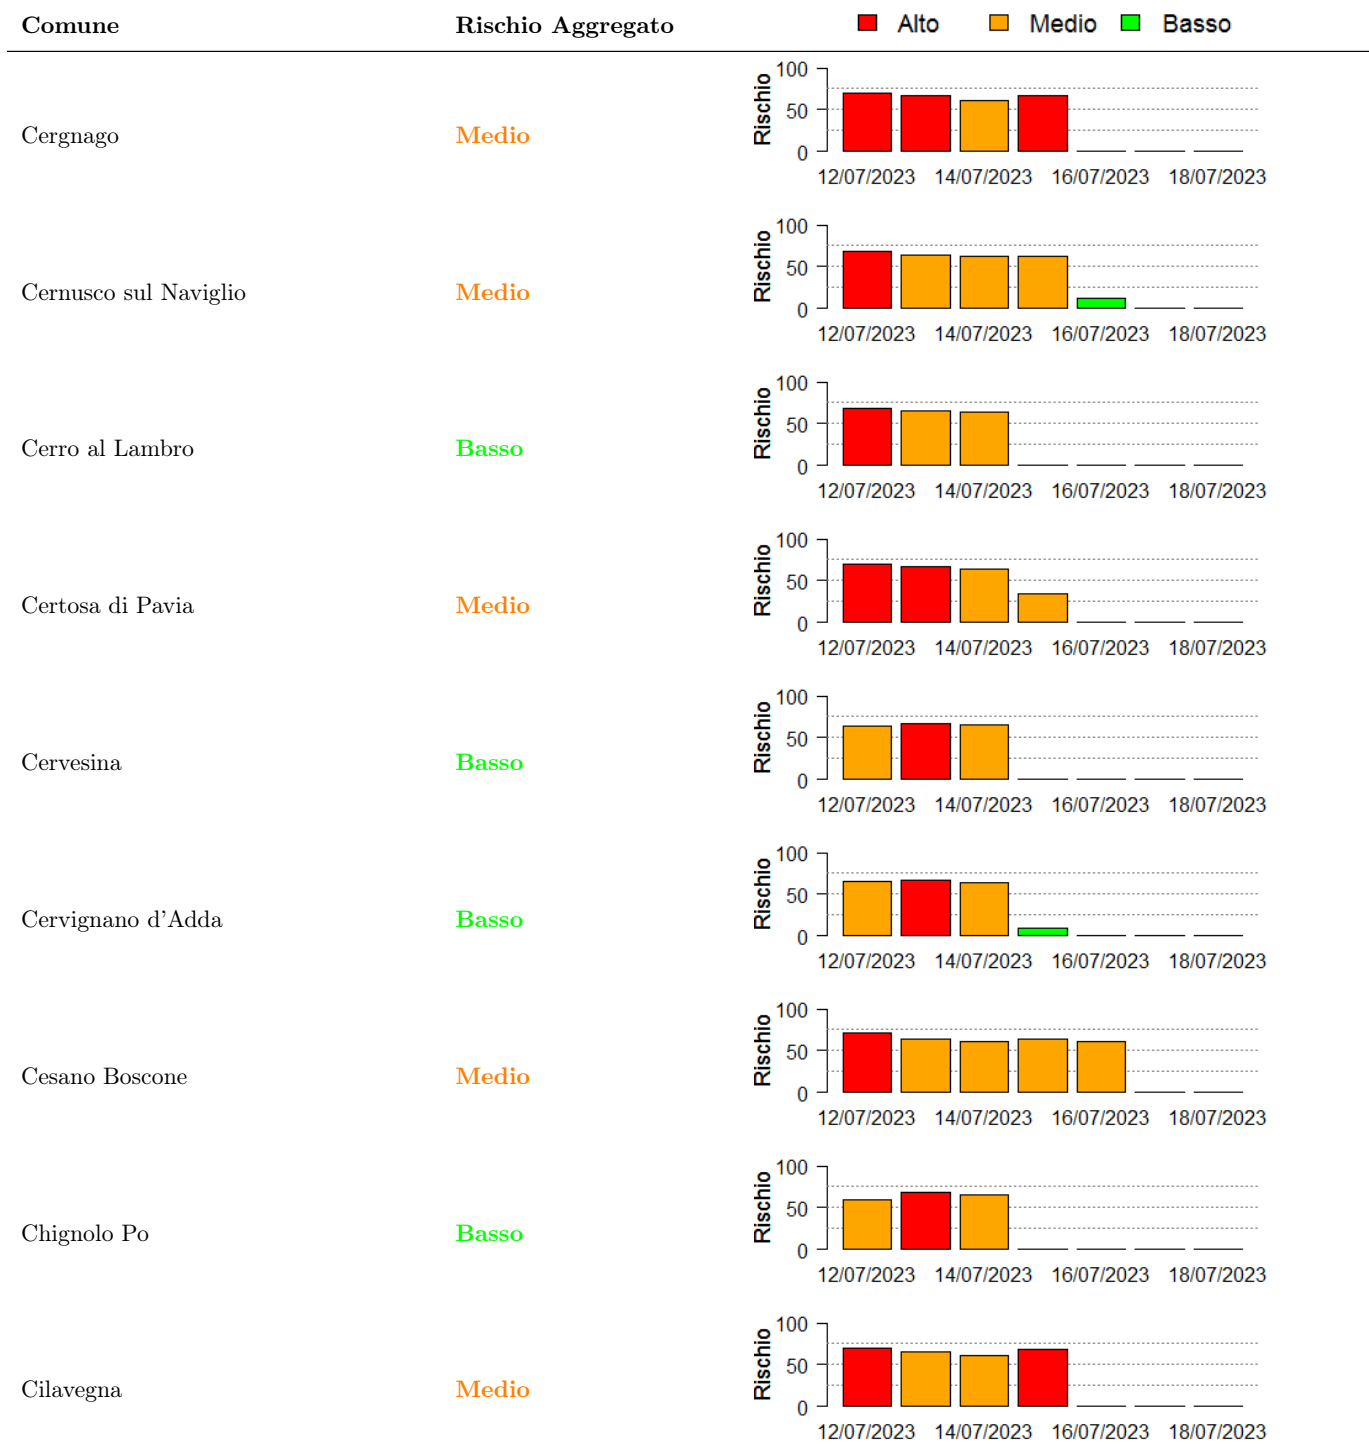 Comune Rischio Aggregato Alto Medio Basso
100
50
0
Rischio
Cergnago Medio
12/07/2023 14/07/2023 16/07/2023 18/07/2023
100
50
0
Rischio
Cernusco sul Naviglio Medio
12/07/2023 14/07/2023 16/07/2023 18/07/2023
100
50
0
Rischio
Cerro al Lambro Basso
12/07/2023 14/07/2023 16/07/2023 18/07/2023
100
50
0
Rischio
Certosa di Pavia Medio
12/07/2023 14/07/2023 16/07/2023 18/07/2023
100
50
0
Rischio
Cervesina Basso
12/07/2023 14/07/2023 16/07/2023 18/07/2023
100
50
0
Rischio
Cervignano d'Adda Basso
12/07/2023 14/07/2023 16/07/2023 18/07/2023
100
50
0
Rischio
Cesano Boscone Medio
12/07/2023 14/07/2023 16/07/2023 18/07/2023
100
50
0
Rischio
Chignolo Po Basso
12/07/2023 14/07/2023 16/07/2023 18/07/2023
100
50
0
Rischio
Cilavegna Medio
12/07/2023 14/07/2023 16/07/2023 18/07/2023